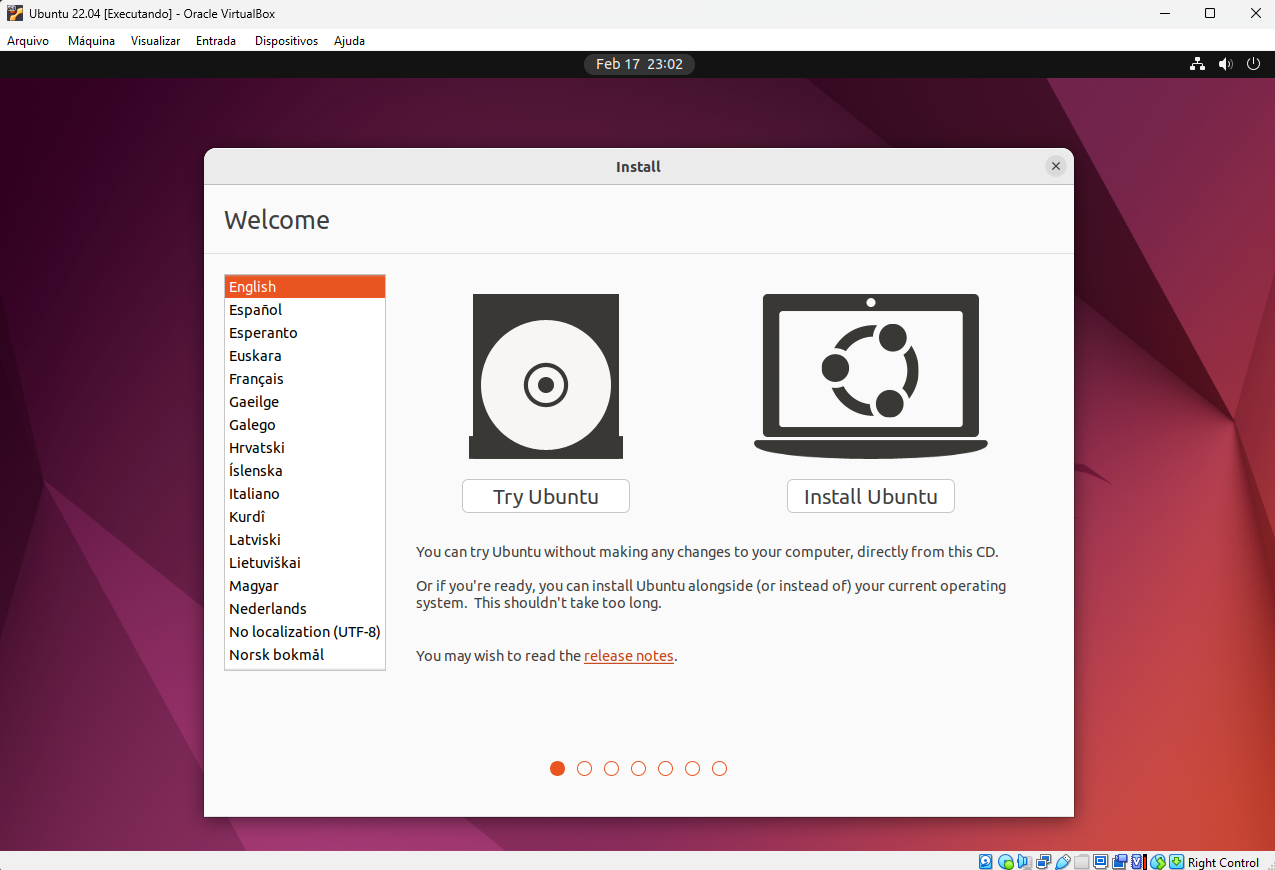 Ubuntu 22.04 [Executando] - Oracle VirtualBox
Arquivo Máquina Visualizar Entrada Dispositivos Ajuda
Feb 17 23:02
Install
Welcome
English
Español
Esperanto
Euskara
Français
Gaeilge
Galego
Hrvatski
Íslenska
Italiano
Kurdî
Latviski
Lietuviškai
Magyar
Nederlands
No localization (UTF-8)
Norsk bokmål
Try Ubuntu
Install Ubuntu
You can try Ubuntu without making any changes to your computer, directly from this CD.
Or if you're ready, you can install Ubuntu alongside (or instead of) your current operating
system. This shouldn't take too long.
You may wish to read the release notes.
Right Control